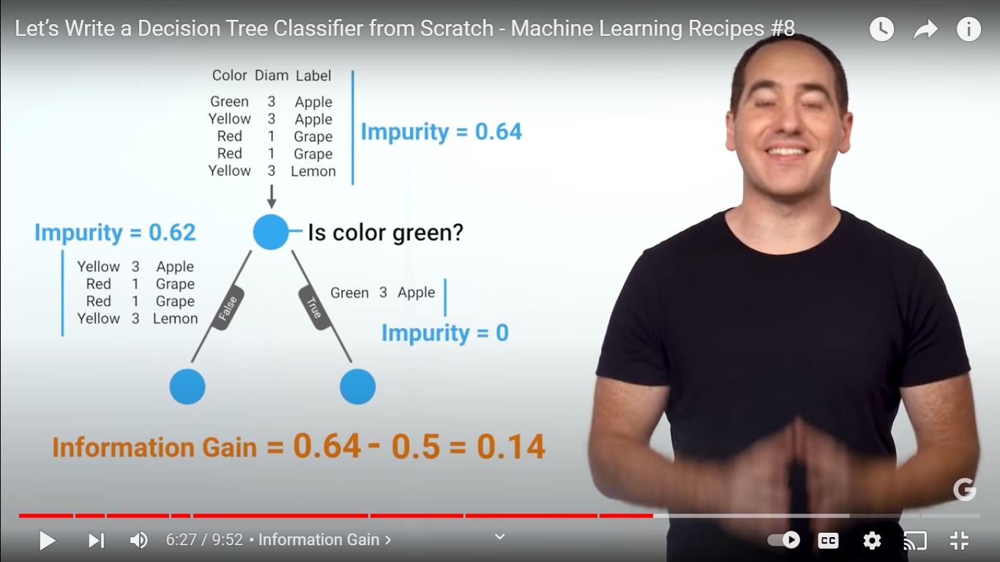 Let's Write a Decision Tree Classifier from Scratch - Machine Learning Recipes #8
Color Diam Label
Green 3 Apple
Yellow 3 Apple
Red 1 Grape
Red 1 Grape
Yellow 3 Lemon
Impurity = 0.64
Impurity = 0.62
Is color green?
Yellow 3 Apple
Red 1 Grape
Red 1 Grape
Yellow 3 Lemon
False
True
Green 3 Apple
Impurity = 0
Information Gain = 0.64 - 0.5 = 0.14
G
6:27 / 9:52 • Information Gain >
CC